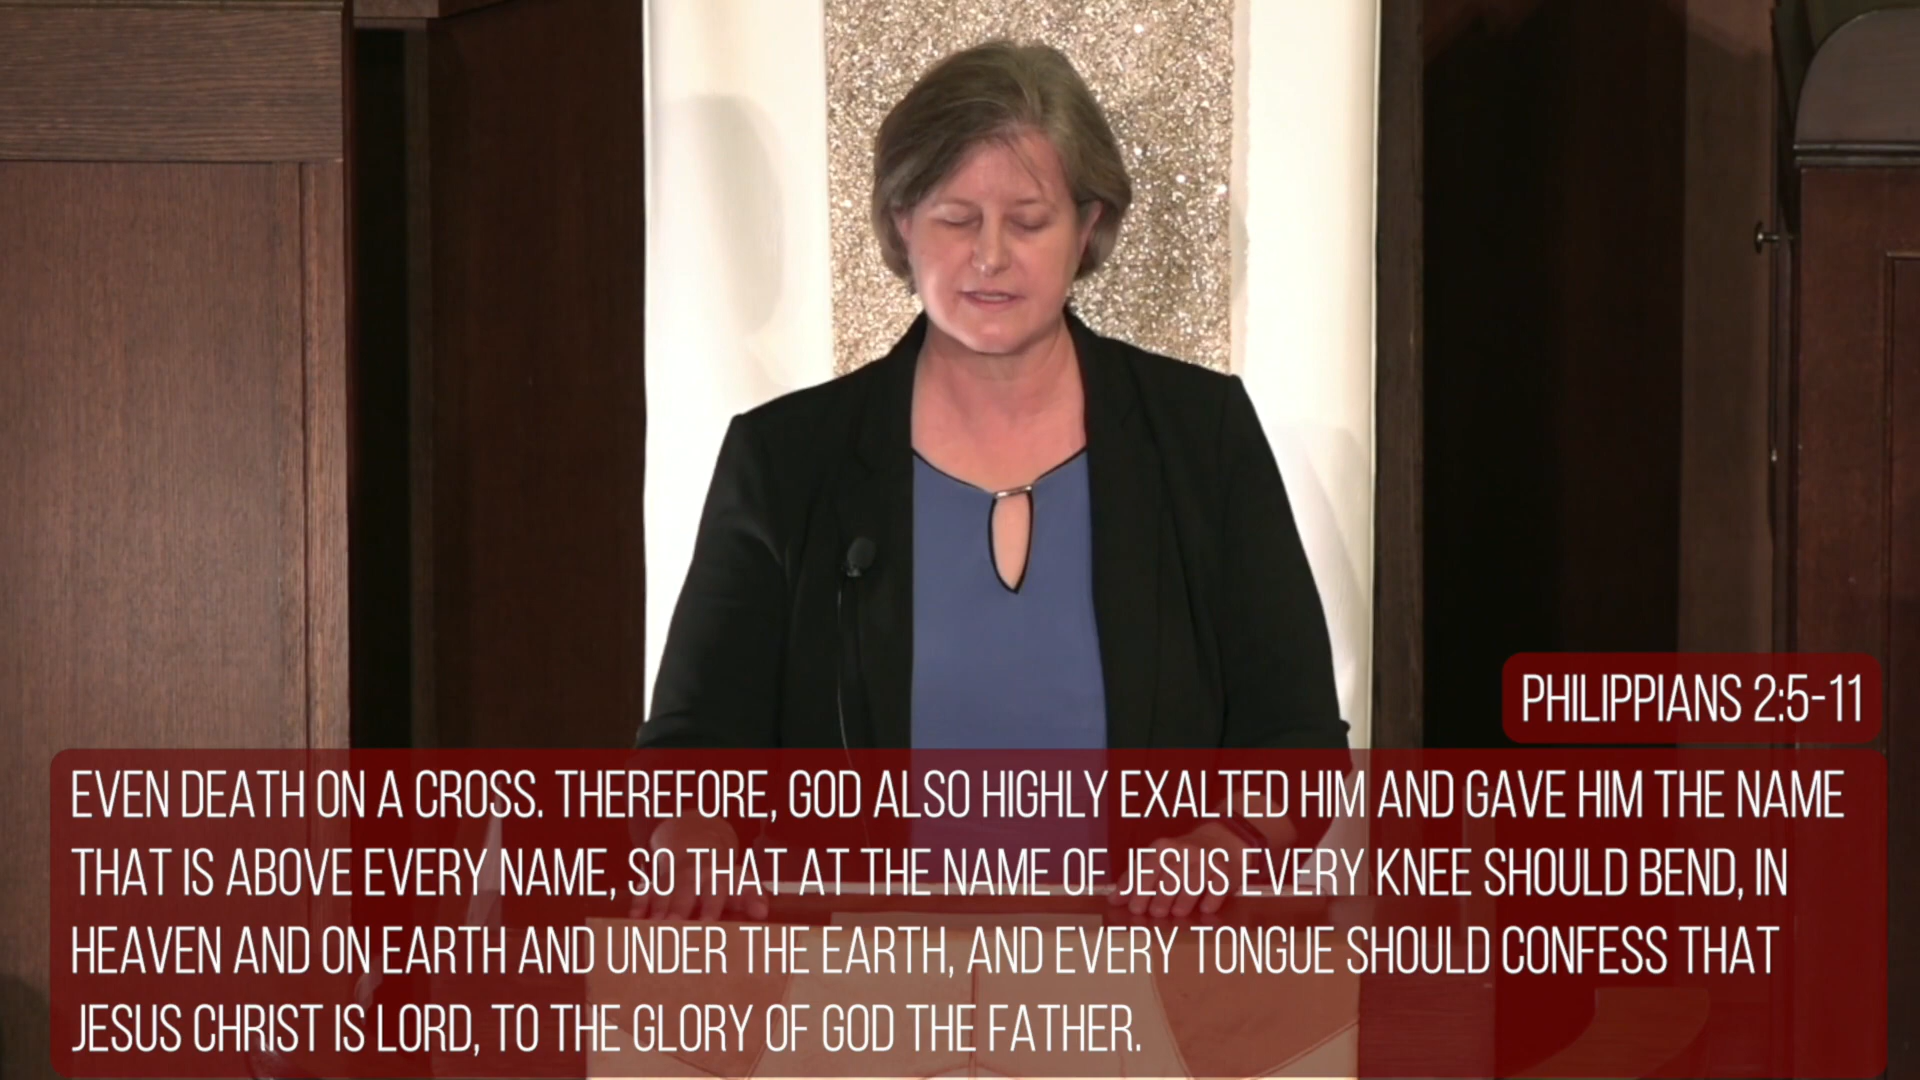 PHILIPPIANS 2:5-11
EVEN DEATH ON A CROSS. THEREFORE, GOD ALSO HIGHLY EXALTED HIM AND GAVE HIM THE NAME
THAT IS ABOVE EVERY NAME, SO THAT AT THE NAME OF JESUS EVERY KNEE SHOULD BEND, IN
HEAVEN AND ON EARTH AND UNDER THE EARTH, AND EVERY TONGUE SHOULD CONFESS THAT
JESUS CHRIST IS LORD, TO THE GLORY OF GOD THE FATHER.